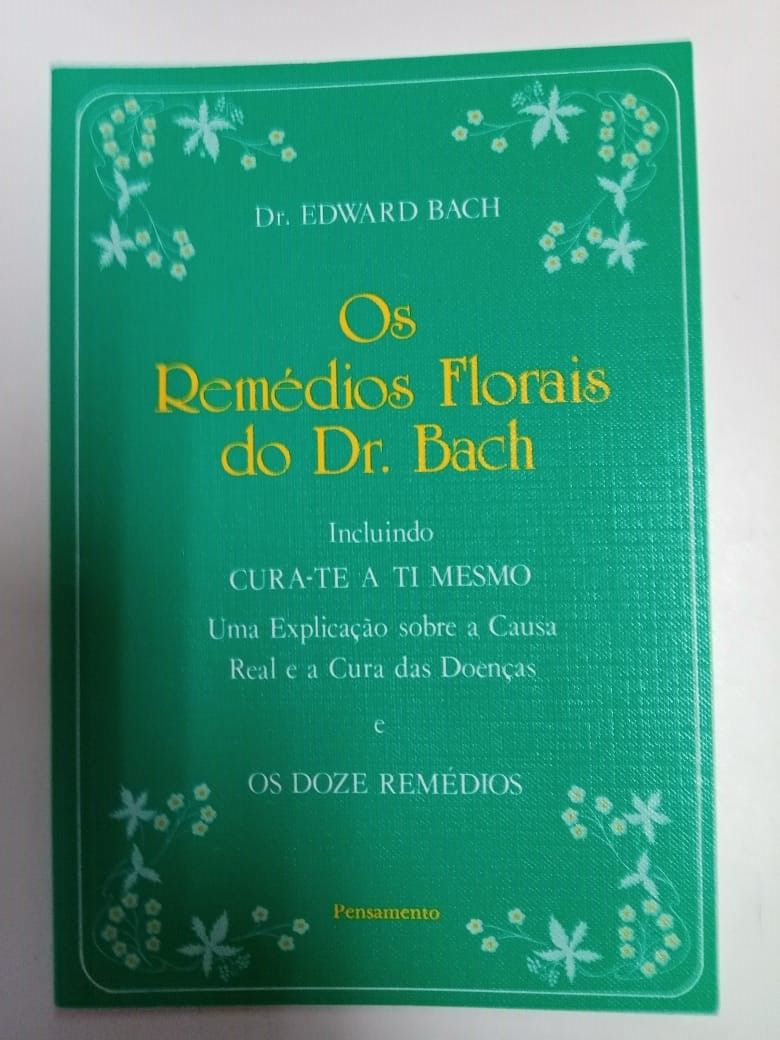 Dr. EDWARD BACH
Os
Remédios Florais
do Dr. Bach
Incluindo
CURA-TE A TI MESMO
Uma Explicação sobre a Causa
Real e a Cura das Doenças
e
OS DOZE REMÉDIOS
Pensamento